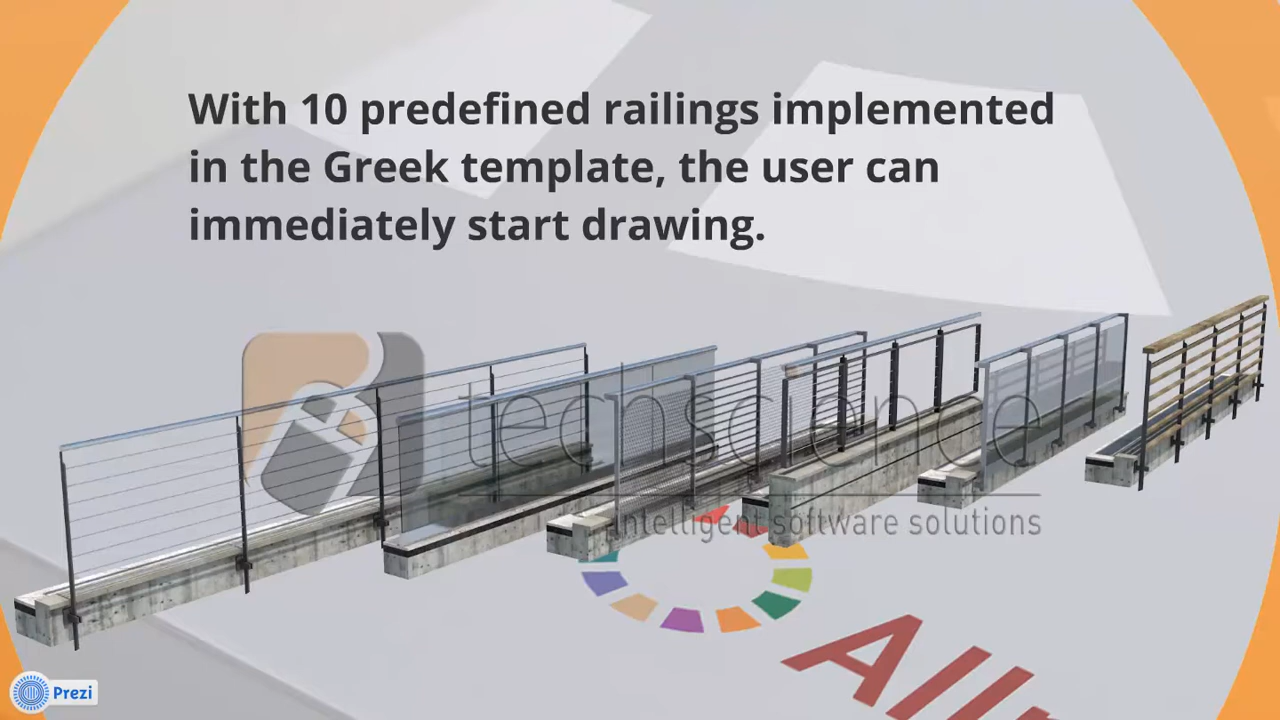 With 10 predefined railings implemented
in the Greek template, the user can
immediately start drawing.
techscience
intelligent software solutions
Prezi